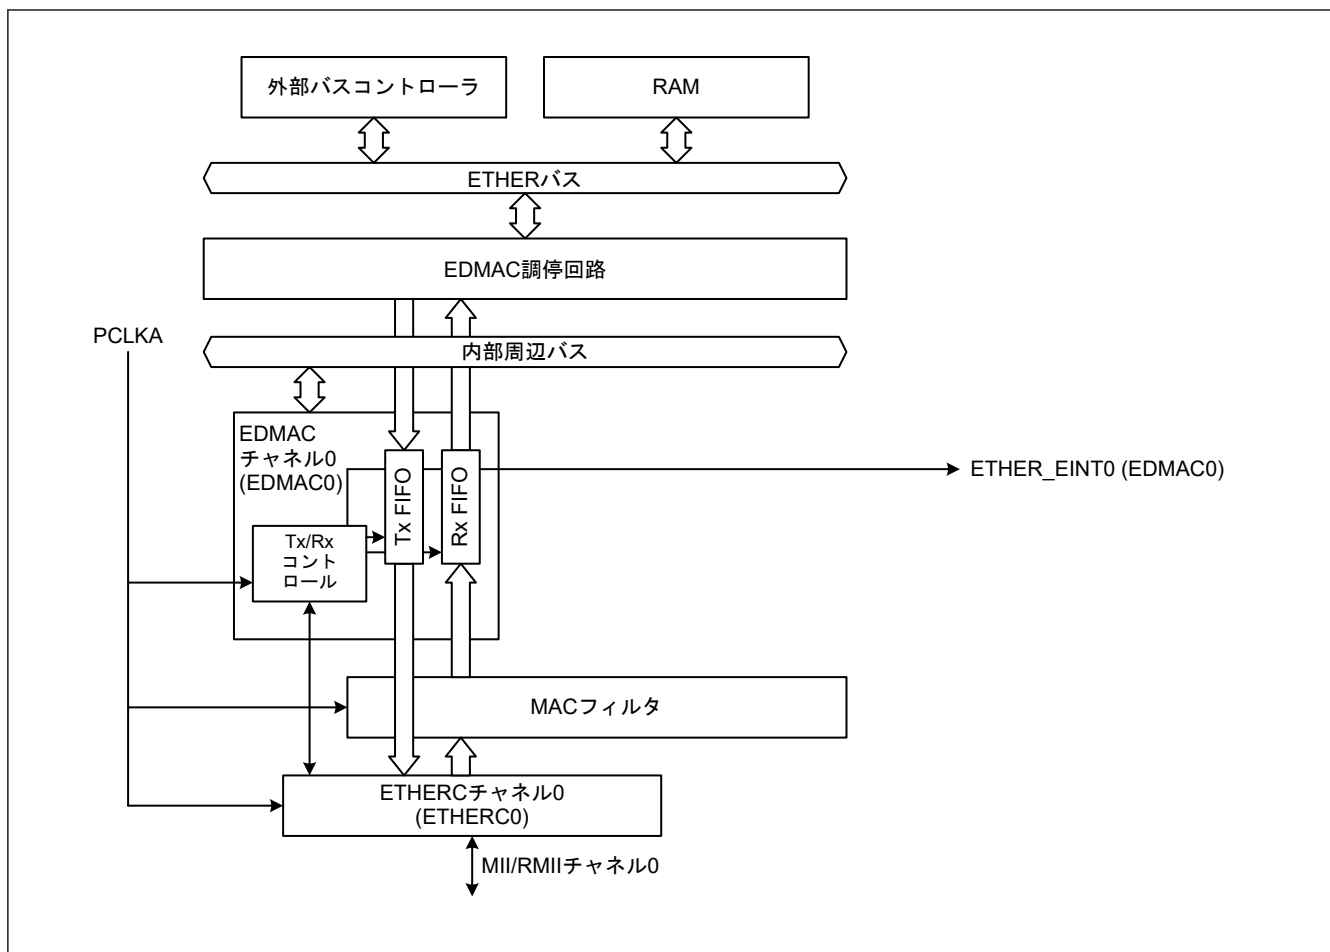 外部バスコントローラ
RAM
ETHERバス
EDMAC調停回路
PCLKA
内部周辺バス
EDMAC
チャネル0
(EDMAC0)
Tx FIFO
Rx FIFO
ETHER_EINT0 (EDMAC0)
Tx/Rx
コント
ロール
MACフィルタ
ETHERCチャネル0
(ETHERC0)
MII/RMIIチャネル0